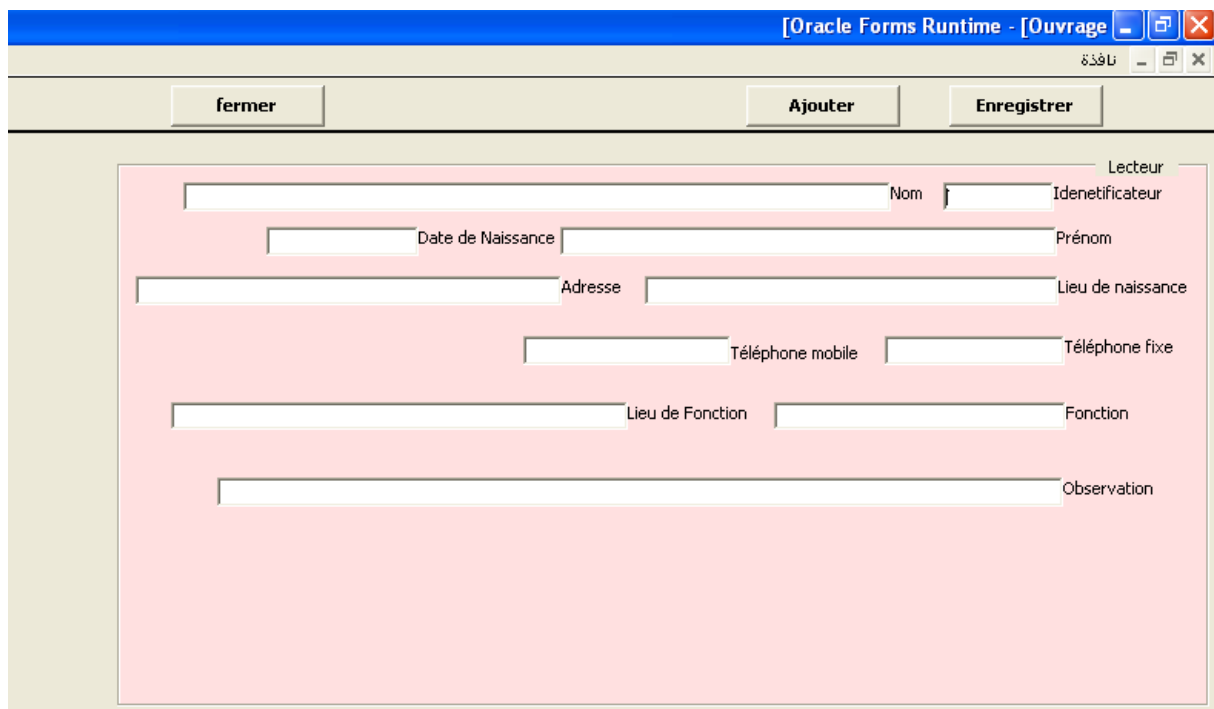 [Oracle Forms Runtime - [Ouvrage
نافذة
fermer Ajouter Enregistrer
Lecteur
Nom Idenetificateur
Date de Naissance Prénom
Adresse Lieu de naissance
Téléphone mobile Téléphone fixe
Lieu de Fonction Fonction
Observation